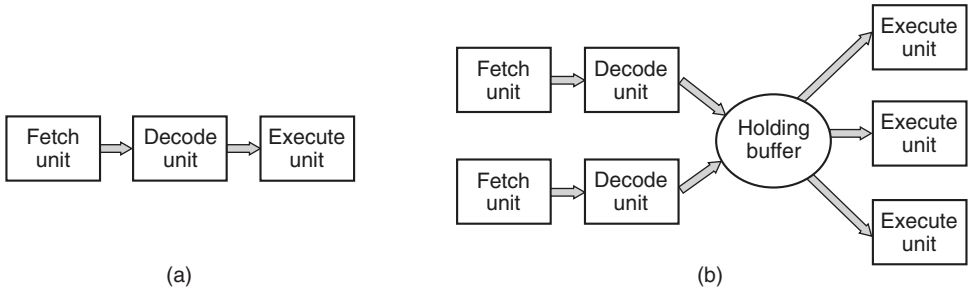 Fetch
unit
Decode
unit
Execute
unit
(a)
Fetch
unit
Decode
unit
Fetch
unit
Decode
unit
Holding
buffer
Execute
unit
Execute
unit
Execute
unit
(b)